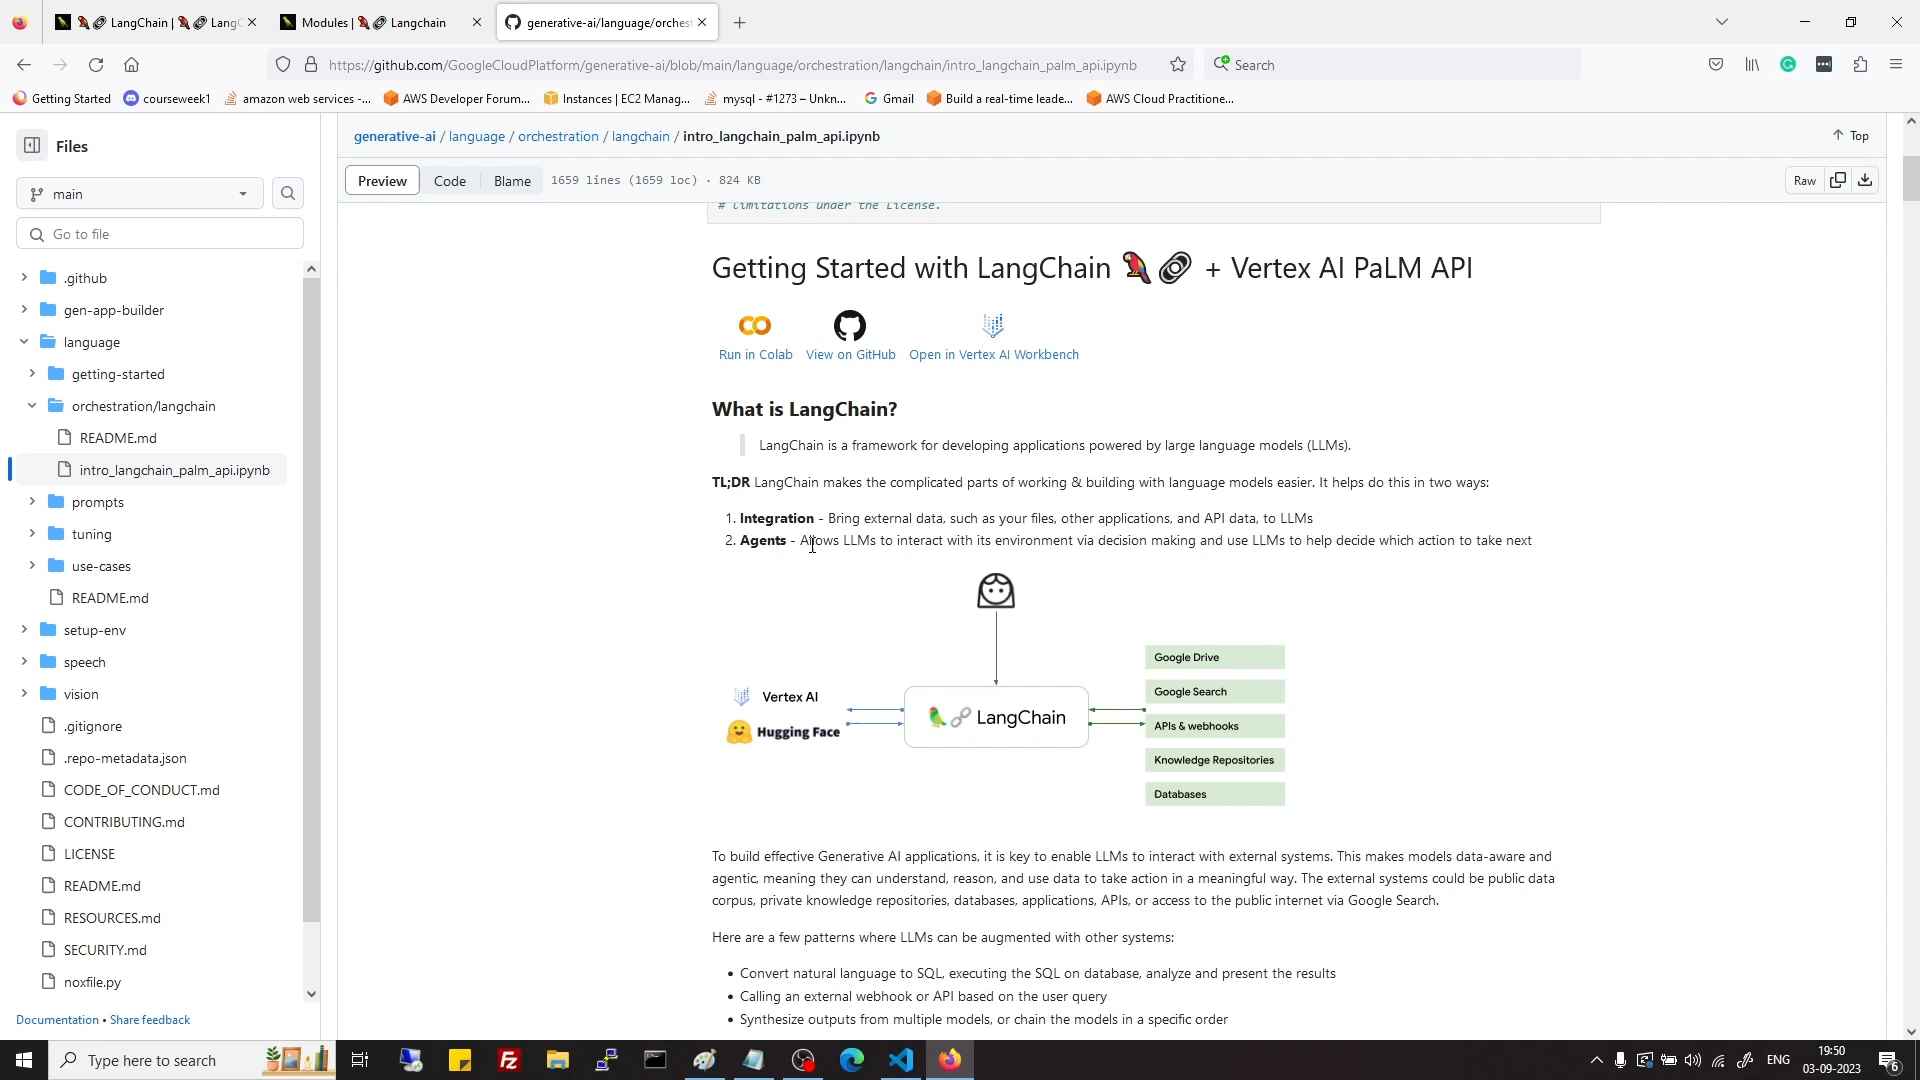 LangChain | LangC
Modules | Langchain
generative-ai/language/orches
https://github.com/GoogleCloudPlatform/generative-ai/blob/main/language/orchestration/langchain/intro_langchain_palm_api.ipynb
Search
Getting Started
courseweek1
amazon web services -...
AWS Developer Forum...
Instances | EC2 Manag...
mysql - #1273 – Unkn...
Gmail
Build a real-time leade...
AWS Cloud Practitione...
Files
generative-ai / language / orchestration / langchain / intro_langchain_palm_api.ipynb
Top
main
Preview
Code
Blame
1659 lines (1659 loc) · 824 KB
Raw
Go to file
.github
gen-app-builder
language
getting-started
orchestration/langchain
README.md
intro_langchain_palm_api.ipynb
prompts
tuning
use-cases
README.md
setup-env
speech
vision
.gitignore
.repo-metadata.json
CODE_OF_CONDUCT.md
CONTRIBUTING.md
LICENSE
README.md
RESOURCES.md
SECURITY.md
noxfile.py
Documentation • Share feedback
# limitations under the License.
Getting Started with LangChain 🦜️🔗 + Vertex AI PaLM API
Run in Colab
View on GitHub
Open in Vertex AI Workbench
What is LangChain?
LangChain is a framework for developing applications powered by large language models (LLMs).
TL;DR LangChain makes the complicated parts of working & building with language models easier. It helps do this in two ways:
1. Integration - Bring external data, such as your files, other applications, and API data, to LLMs
2. Agents - Allows LLMs to interact with its environment via decision making and use LLMs to help decide which action to take next
Vertex AI
Hugging Face
LangChain
Google Drive
Google Search
APIs & webhooks
Knowledge Repositories
Databases
To build effective Generative AI applications, it is key to enable LLMs to interact with external systems. This makes models data-aware and
agentic, meaning they can understand, reason, and use data to take action in a meaningful way. The external systems could be public data
corpus, private knowledge repositories, databases, applications, APIs, or access to the public internet via Google Search.
Here are a few patterns where LLMs can be augmented with other systems:
• Convert natural language to SQL, executing the SQL on database, analyze and present the results
• Calling an external webhook or API based on the user query
• Synthesize outputs from multiple models, or chain the models in a specific order
Type here to search
ENG
19:50
03-09-2023
6